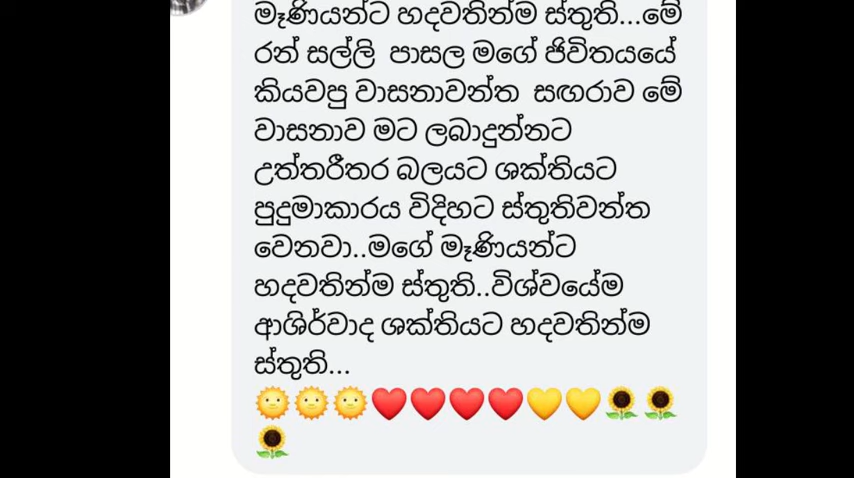 මෑණියන්ට හදවතින්ම ස්තූති...මේ
රන් සල්ලි පාසල මගේ ජීවිතයයේ
කියවපු වාසනාවන්ත සඟරාව මේ
වාසනාව මට ලබාදුන්නට
උත්තරීතර බලයට ශක්තියට
පුදුමාකාරය විදිහට ස්තුතිවන්ත
වෙනවා..මගේ මෑණියන්ට
හදවතින්ම ස්තුති..විශ්වයේම
ආශිර්වාද ශක්තියට හදවතින්ම
ස්තුති...
🌞🌞🌞❤️❤️❤️❤️💛💛🌻🌻
🌻